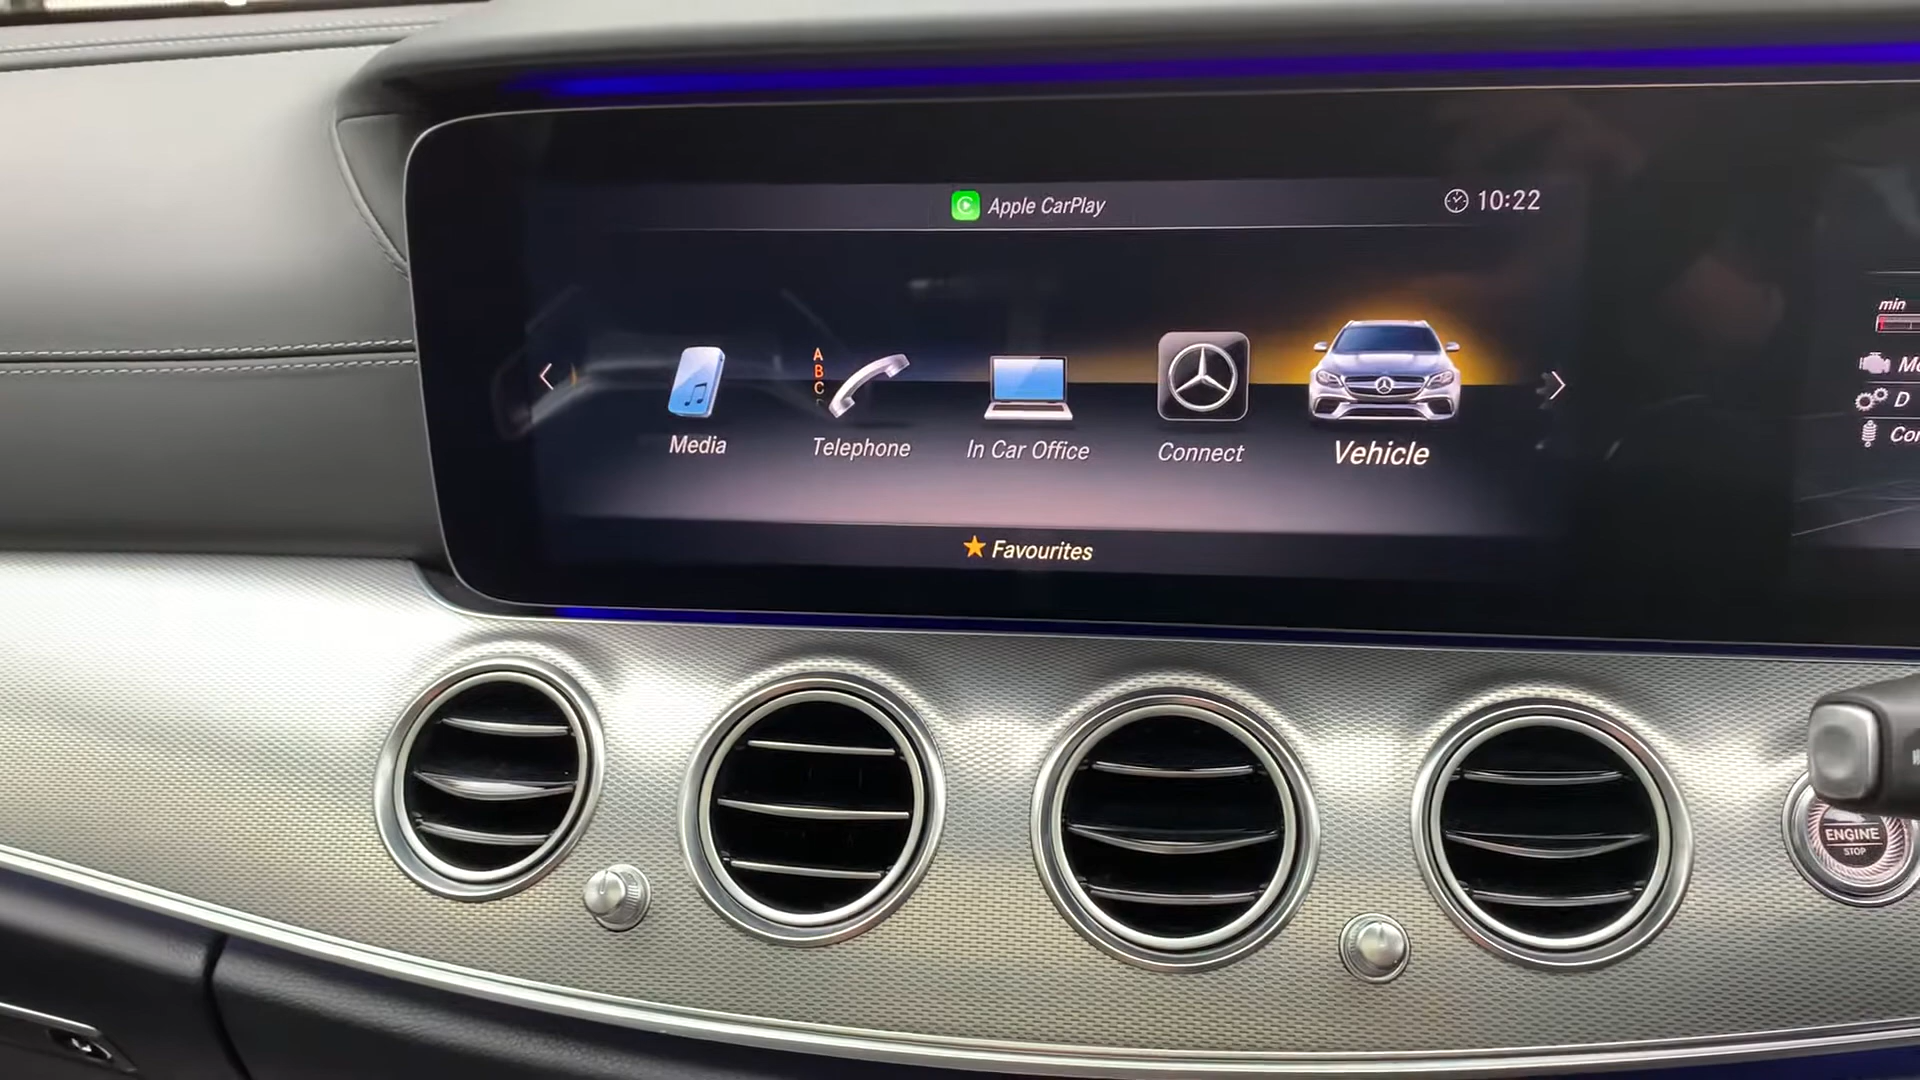 Apple CarPlay
10:22
min
A
B
C
Media
Telephone
In Car Office
Connect
Vehicle
D
Favourites
ENGINE
STOP